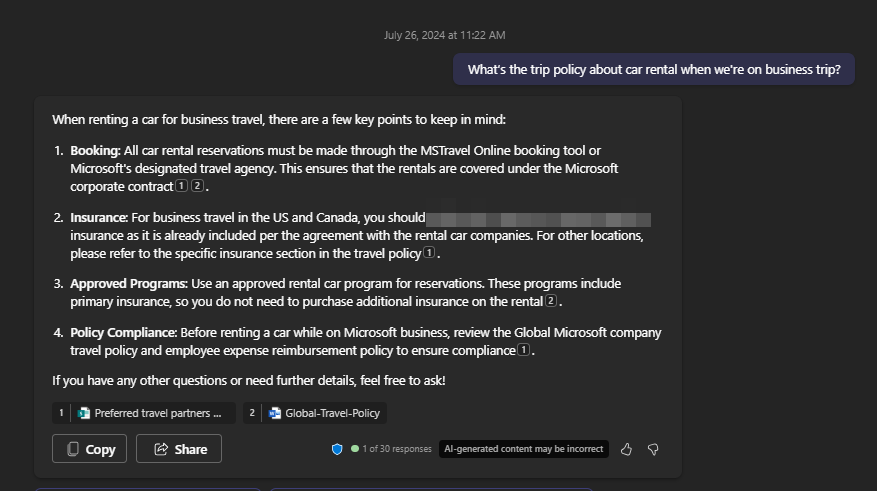 July 26, 2024 at 11:22 AM
What's the trip policy about car rental when we're on business trip?
When renting a car for business travel, there are a few key points to keep in mind:
1. Booking: All car rental reservations must be made through the MSTravel Online booking tool or
Microsoft's designated travel agency. This ensures that the rentals are covered under the Microsoft
corporate contract 1 2 .
2. Insurance: For business travel in the US and Canada, you should
insurance as it is already included per the agreement with the rental car companies. For other locations,
please refer to the specific insurance section in the travel policy 1 .
3. Approved Programs: Use an approved rental car program for reservations. These programs include
primary insurance, so you do not need to purchase additional insurance on the rental 2 .
4. Policy Compliance: Before renting a car while on Microsoft business, review the Global Microsoft company
travel policy and employee expense reimbursement policy to ensure compliance 1 .
If you have any other questions or need further details, feel free to ask!
1 Preferred travel partners ... 2 Global-Travel-Policy
Copy Share 1 of 30 responses AI-generated content may be incorrect